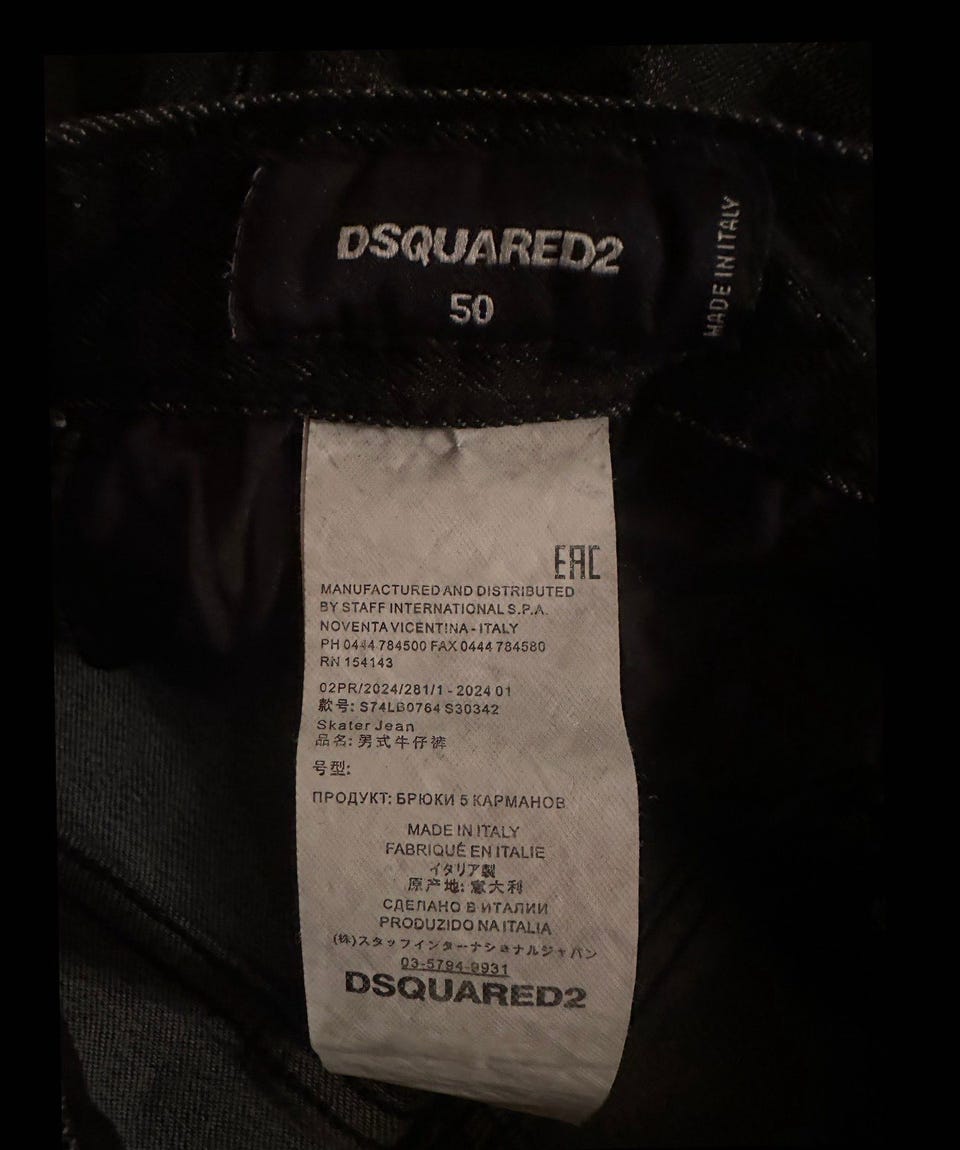 DSQUARED2
50
MADE IN ITALY
EAC
MANUFACTURED AND DISTRIBUTED
BY STAFF INTERNATIONAL S.P.A.
NOVENTA VICENTINA - ITALY
PH 0444 784500 FAX 0444 784580
RN 154143
02PR/2024/281/1 - 2024 01
款号: S74LB0764 S30342
Skater Jean
品名: 男式牛仔裤
号型:
ПРОДУКТ: БРЮКИ 5 КАРМАНОВ
MADE IN ITALY
FABRIQUÉ EN ITALIE
イタリア製
原产地: 意大利
СДЕЛАНО В ИТАЛИИ
PRODUZIDO NA ITALIA
(株)スタッフインターナショナルジャパン
03-5794-9931
DSQUARED2